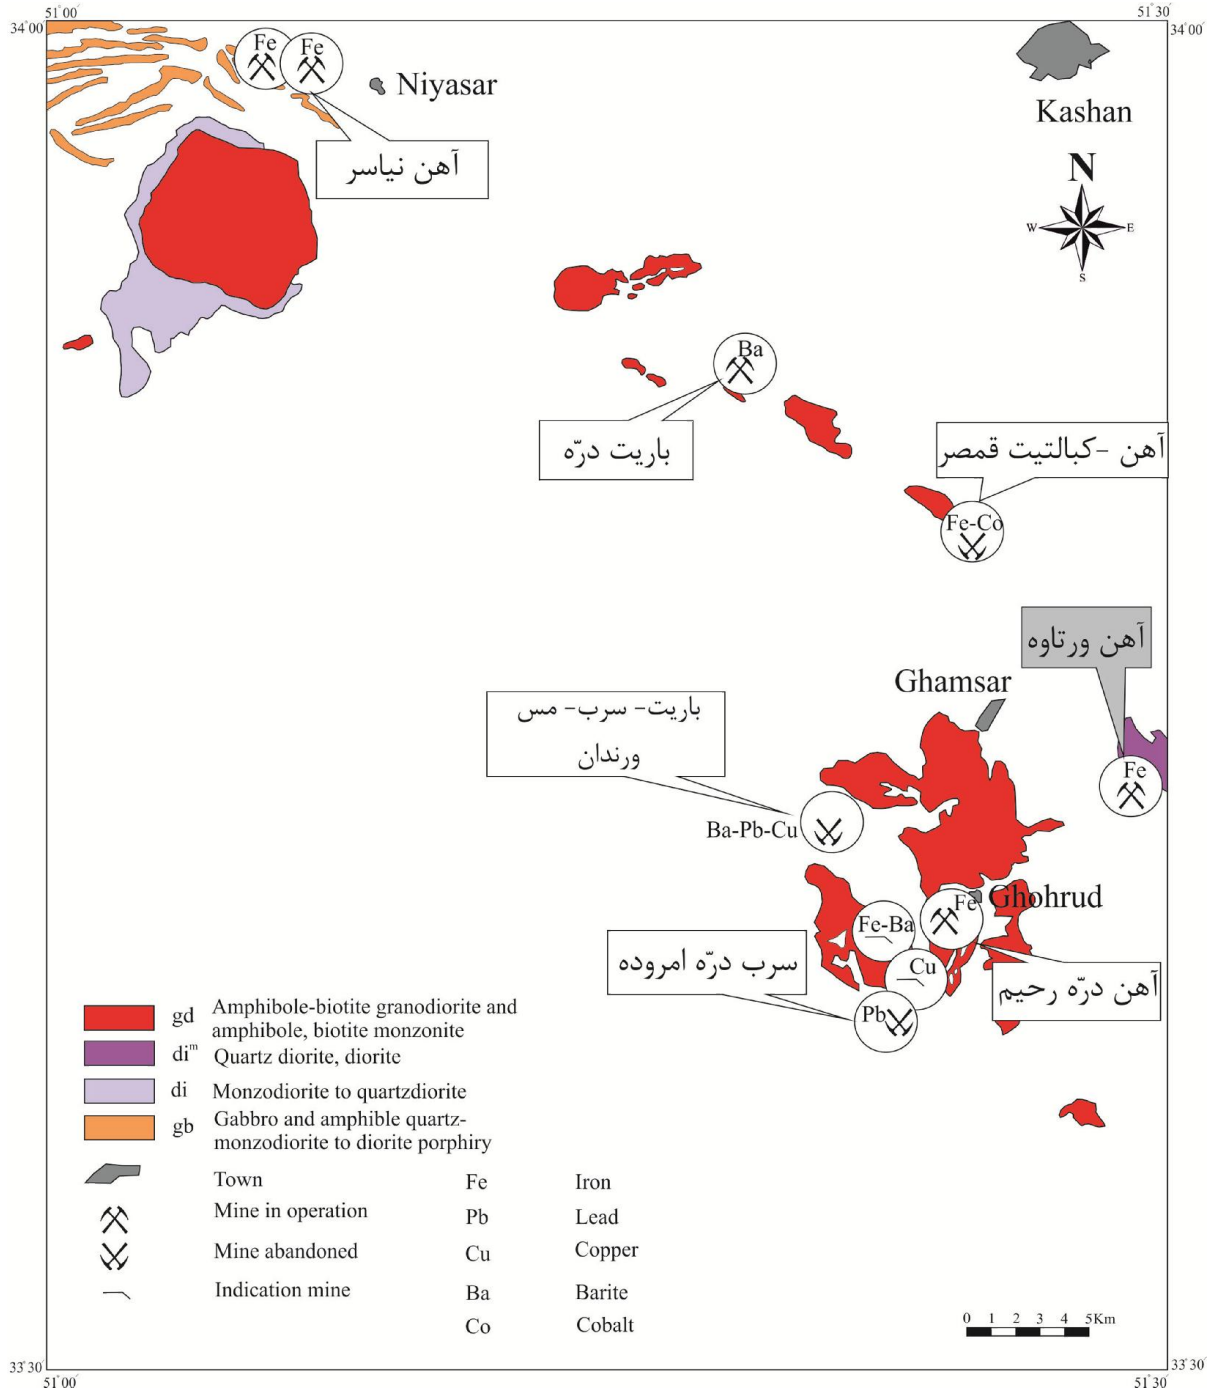 51°00'
51°30'
34°00'
34°00'
Fe
Fe
Niyasar
Kashan
آهن نیاسر
N
W
E
S
Ba
باریت درّه
آهن -کبالتیت قمصر
Fe-Co
آهن ورتاوه
Ghamsar
باریت- سرب- مس
ورندان
Fe
Ba-Pb-Cu
Fe
Ghohrud
Fe-Ba
سرب درّه امروده
Cu
آهن درّه رحیم
Pb
gd Amphibole-biotite granodiorite and
amphibole, biotite monzonite
diᵐ Quartz diorite, diorite
di Monzodiorite to quartzdiorite
gb Gabbro and amphible quartz-
monzodiorite to diorite porphiry
Town
Mine in operation
Mine abandoned
Indication mine
Fe Iron
Pb Lead
Cu Copper
Ba Barite
Co Cobalt
0 1 2 3 4 5Km
33°30'
33°30'
51°00'
51°30'